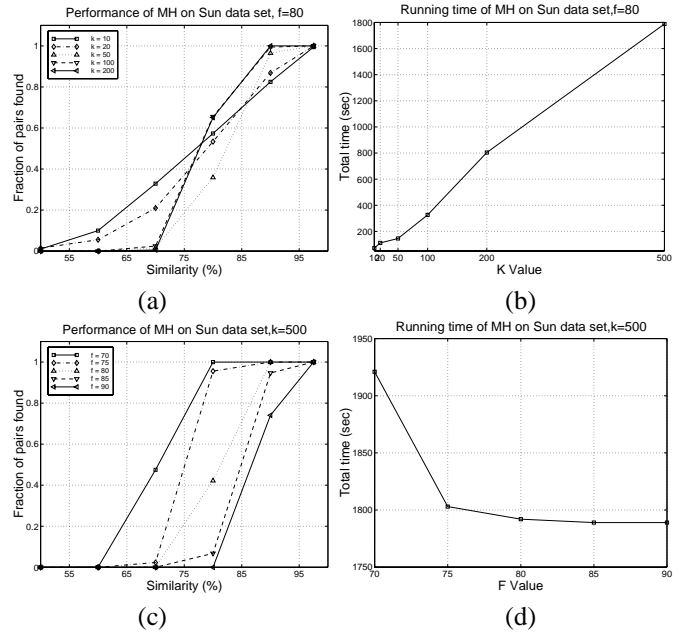 Performance of MH on Sun data set, f=80
k = 10
k = 20
k = 50
k = 100
k = 200
Fraction of pairs found
1
0.8
0.6
0.4
0.2
0
55 65 75 85 95
Similarity (%)
(a)
Running time of MH on Sun data set,f=80
Total time (sec)
1800
1600
1400
1200
1000
800
600
400
200
10 20 50 100 200 500
K Value
(b)
Performance of MH on Sun data set,k=500
f = 70
f = 75
f = 80
f = 85
f = 90
Fraction of pairs found
1
0.8
0.6
0.4
0.2
0
55 65 75 85 95
Similarity (%)
(c)
Running time of MH on Sun data set,k=500
Total time (sec)
1950
1900
1850
1800
1750
70 75 80 85 90
F Value
(d)